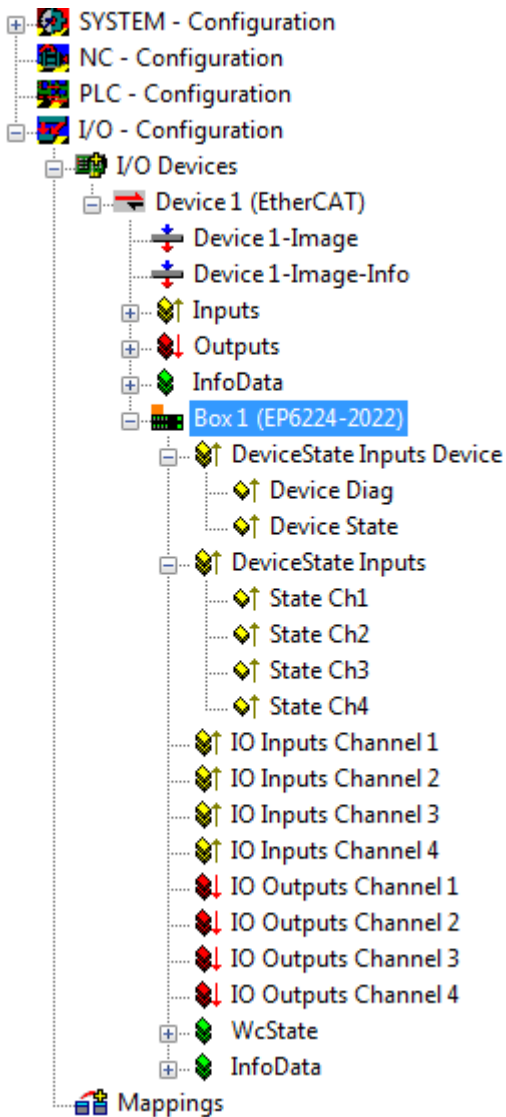 SYSTEM - Configuration
NC - Configuration
PLC - Configuration
I/O - Configuration
I/O Devices
Device 1 (EtherCAT)
Device 1-Image
Device 1-Image-Info
Inputs
Outputs
InfoData
Box 1 (EP6224-2022)
DeviceState Inputs Device
Device Diag
Device State
DeviceState Inputs
State Ch1
State Ch2
State Ch3
State Ch4
IO Inputs Channel 1
IO Inputs Channel 2
IO Inputs Channel 3
IO Inputs Channel 4
IO Outputs Channel 1
IO Outputs Channel 2
IO Outputs Channel 3
IO Outputs Channel 4
WcState
InfoData
Mappings